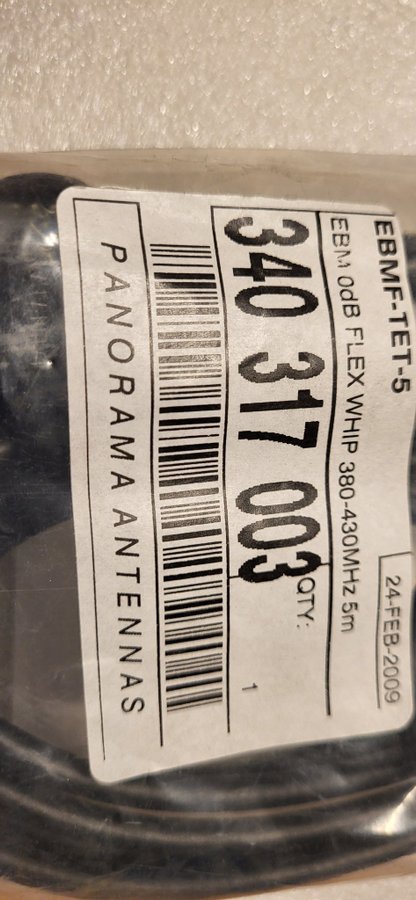 EBMF-TET-5
24-FEB-2009
EBM 0dB FLEX WHIP 380-430MHz 5m
QTY: 1
340 317 003
PANORAMA ANTENNAS